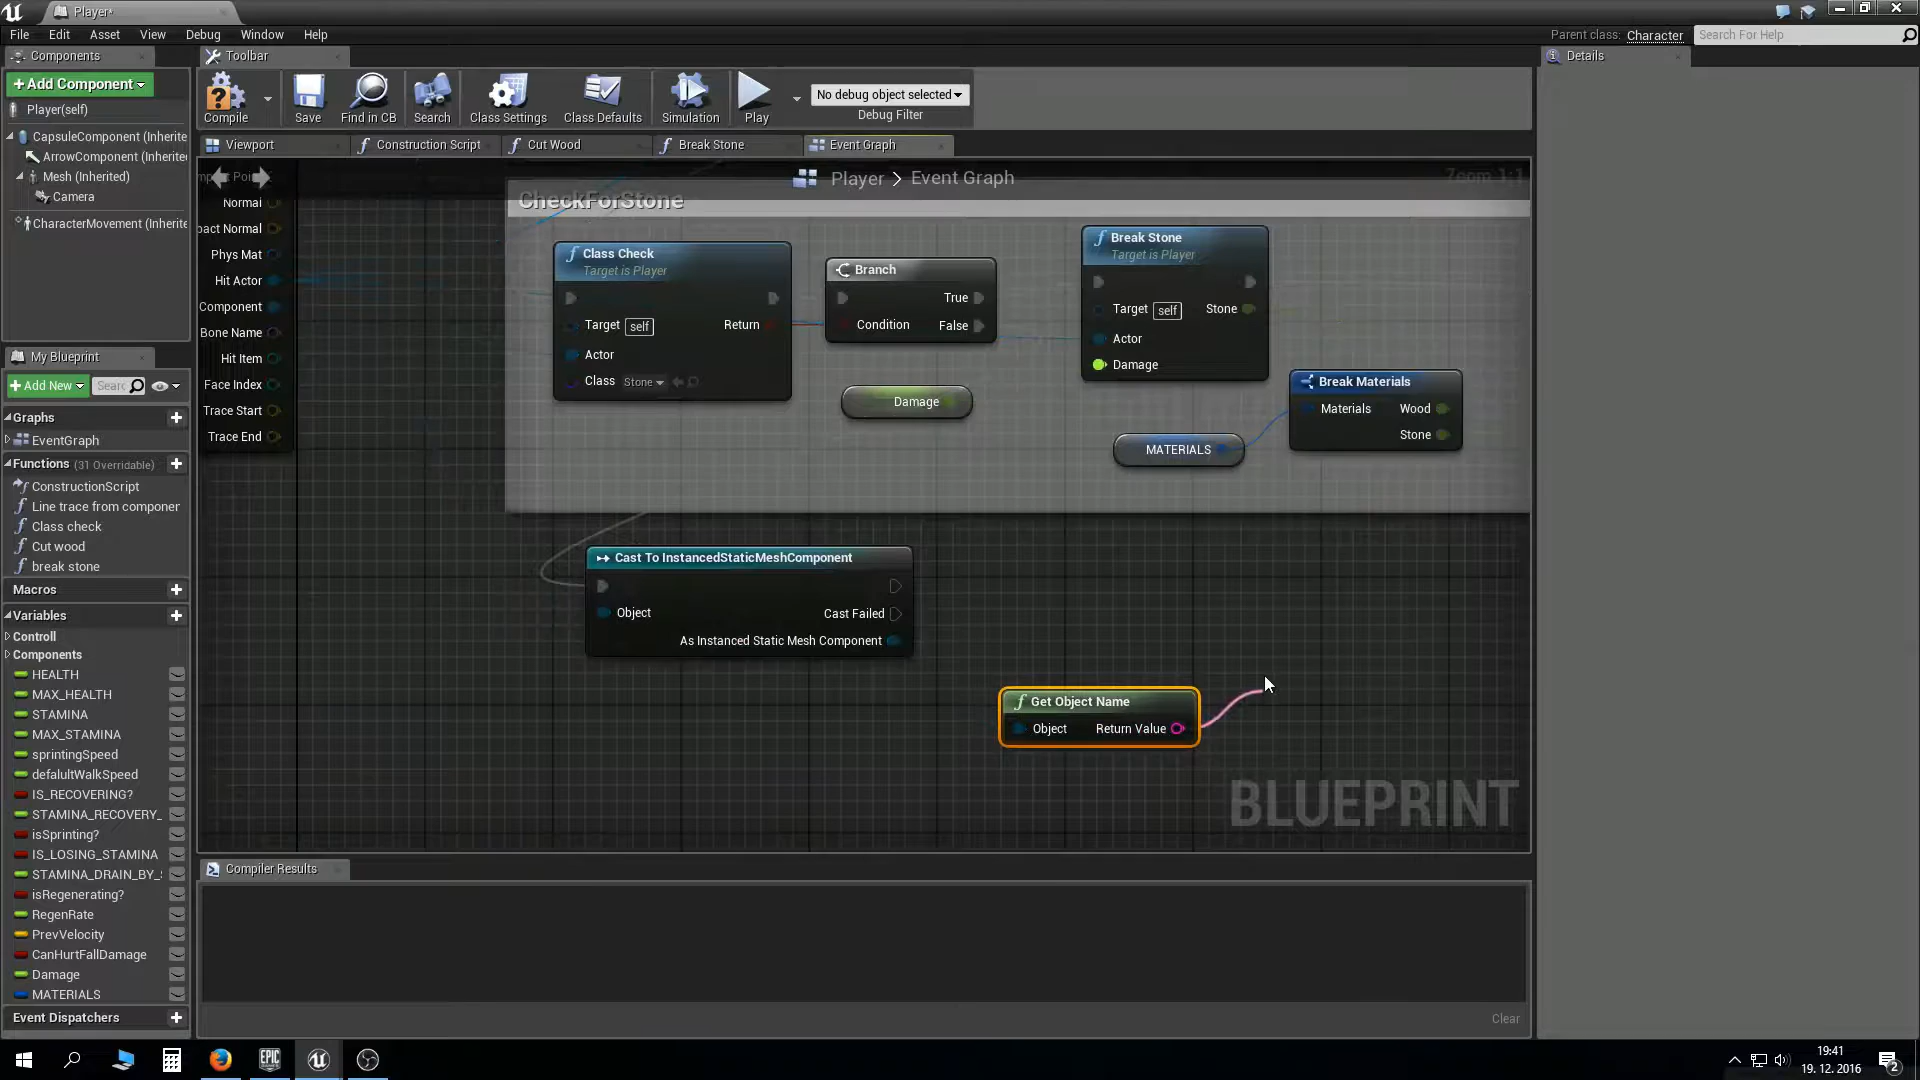 Player*
File Edit Asset View Debug Window Help
Parent class: Character
Search For Help
Components
Toolbar
Details
+Add Component
Player(self)
CapsuleComponent (Inherite
ArrowComponent (Inherite
Mesh (Inherited)
Camera
CharacterMovement (Inherite
Compile
Save
Find in CB
Search
Class Settings
Class Defaults
Simulation
Play
No debug object selected
Debug Filter
Viewport
Construction Script
Cut Wood
Break Stone
Event Graph
Player > Event Graph
Zoom 1:1
Normal
pact Normal
Phys Mat
Hit Actor
Component
Bone Name
Hit Item
Face Index
Trace Start
Trace End
CheckForStone
Class Check
Target is Player
Target self
Return
Actor
Class Stone
Branch
True
Condition
False
Damage
Break Stone
Target is Player
Target self
Stone
Actor
Damage
MATERIALS
Break Materials
Materials
Wood
Stone
Cast To InstancedStaticMeshComponent
Object
Cast Failed
As Instanced Static Mesh Component
Get Object Name
Object
Return Value
BLUEPRINT
My Blueprint
+Add New
Searc
Graphs
EventGraph
Functions (31 Overridable)
ConstructionScript
Line trace from componer
Class check
Cut wood
break stone
Macros
Variables
Controll
Components
HEALTH
MAX_HEALTH
STAMINA
MAX_STAMINA
sprintingSpeed
defalultWalkSpeed
IS_RECOVERING?
STAMINA_RECOVERY_
isSprinting?
IS_LOSING_STAMINA
STAMINA_DRAIN_BY_
isRegenerating?
RegenRate
PrevVelocity
CanHurtFallDamage
Damage
MATERIALS
Event Dispatchers
Compiler Results
Clear
EPIC
19:41
19. 12. 2016
2